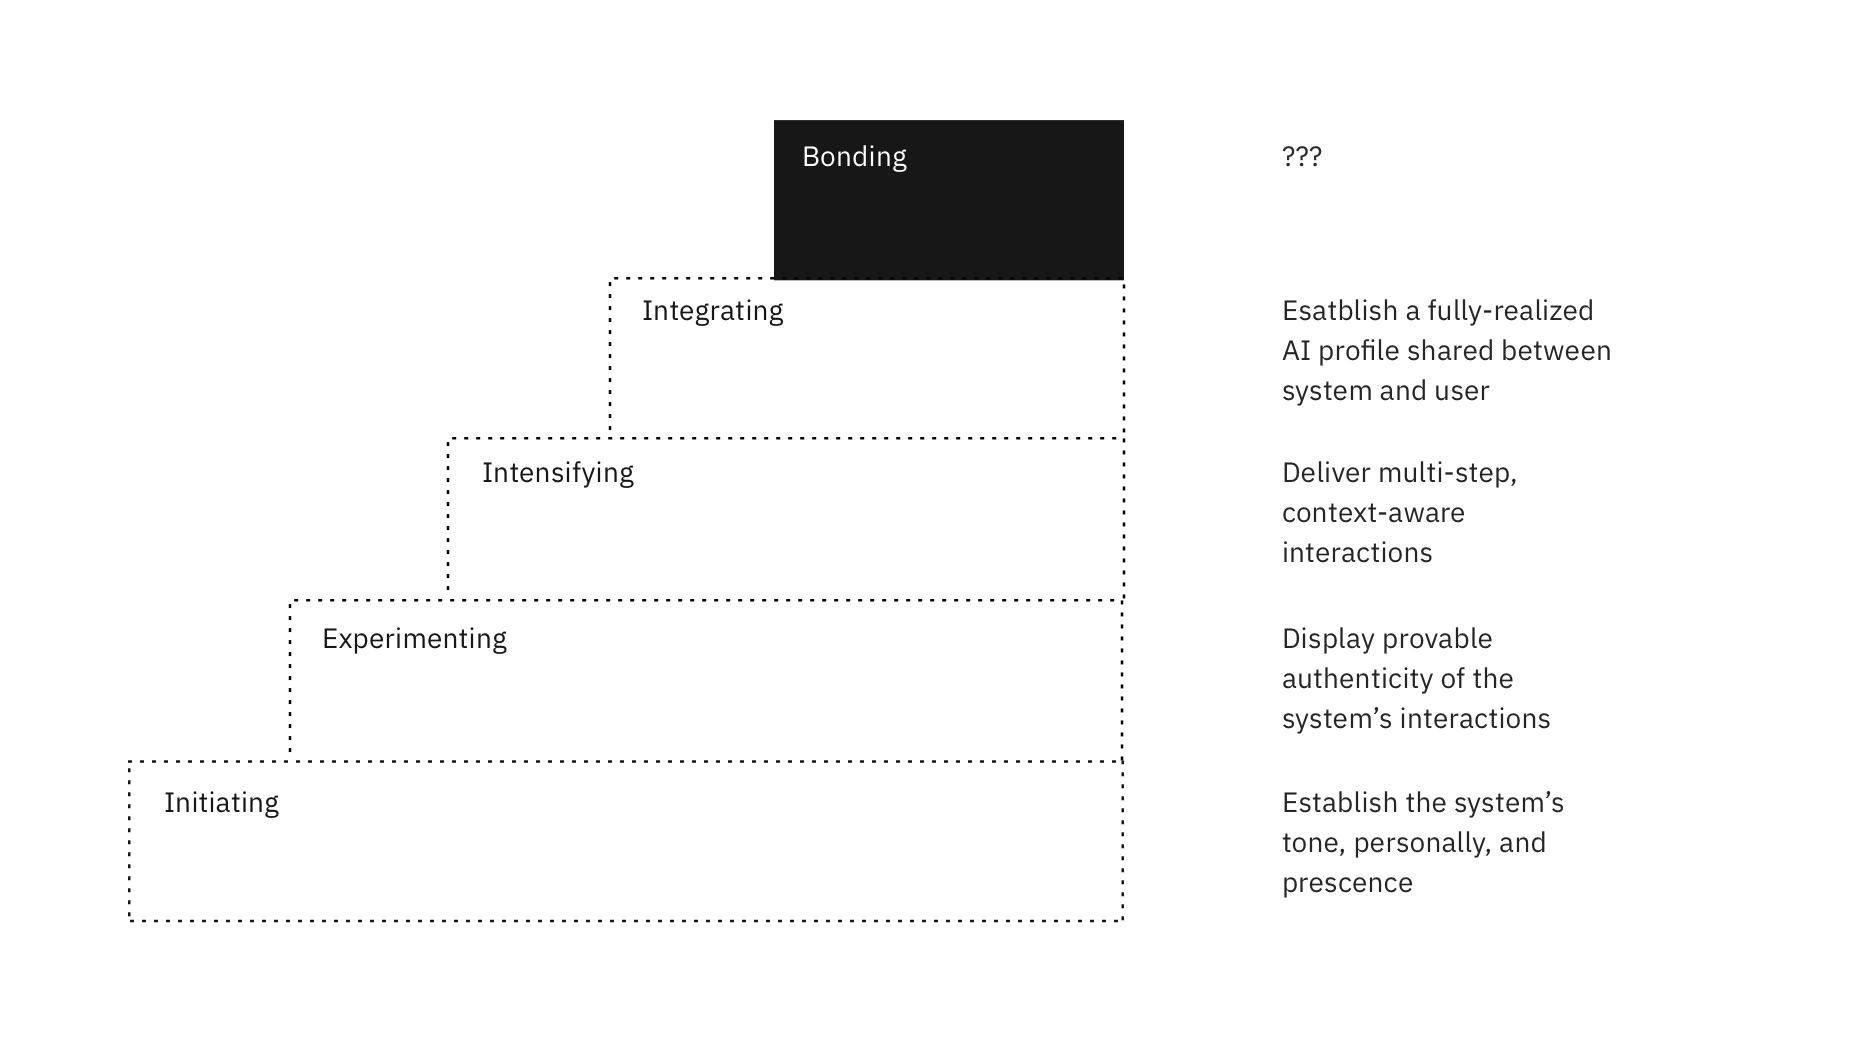 Bonding
???
Integrating
Esatblish a fully-realized
AI profile shared between
system and user
Intensifying
Deliver multi-step,
context-aware
interactions
Experimenting
Display provable
authenticity of the
system’s interactions
Initiating
Establish the system’s
tone, personally, and
prescence